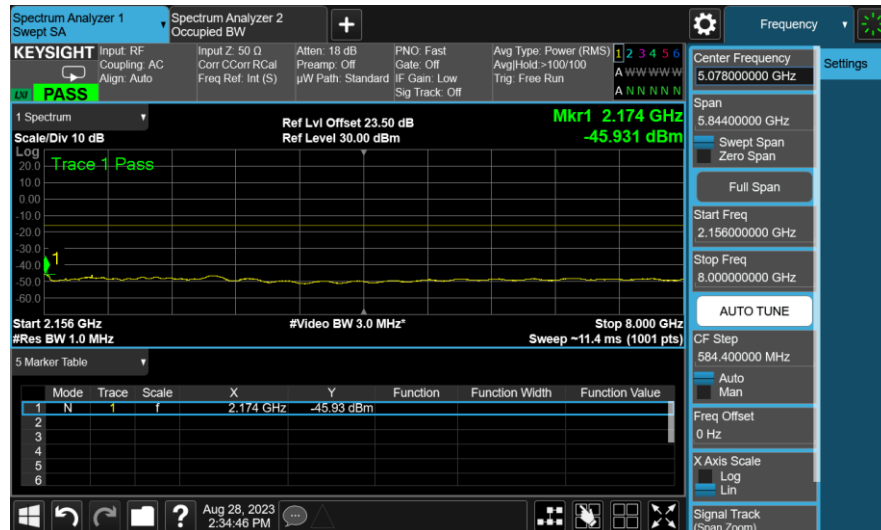 Spectrum Analyzer 1
Swept SA
Spectrum Analyzer 2
Occupied BW
Frequency
KEYSIGHT
Input: RF
Coupling: AC
Align: Auto
Input Z: 50 Ω
Corr CCorr RCal
Freq Ref: Int (S)
Atten: 18 dB
Preamp: Off
µW Path: Standard
PNO: Fast
Gate: Off
IF Gain: Low
Sig Track: Off
Avg Type: Power (RMS)
Avg|Hold:>100/100
Trig: Free Run
1 2 3 4 5 6
A W W W W W
A N N N N N
LXI
PASS
1 Spectrum
Scale/Div 10 dB
Ref Lvl Offset 23.50 dB
Ref Level 30.00 dBm
Mkr1 2.174 GHz
-45.931 dBm
Log
Trace 1 Pass
20.0
10.0
0.00
-10.0
-20.0
-30.0
-40.0
-50.0
-60.0
1
Start 2.156 GHz
#Res BW 1.0 MHz
#Video BW 3.0 MHz*
Stop 8.000 GHz
Sweep ~11.4 ms (1001 pts)
5 Marker Table
Mode Trace Scale X Y Function Function Width Function Value
1 N 1 f 2.174 GHz -45.93 dBm
2
3
4
5
6
Aug 28, 2023
2:34:46 PM
Center Frequency
5.078000000 GHz
Settings
Span
5.84400000 GHz
Swept Span
Zero Span
Full Span
Start Freq
2.156000000 GHz
Stop Freq
8.000000000 GHz
AUTO TUNE
CF Step
584.400000 MHz
Auto
Man
Freq Offset
0 Hz
X Axis Scale
Log
Lin
Signal Track
(Span Zoom)